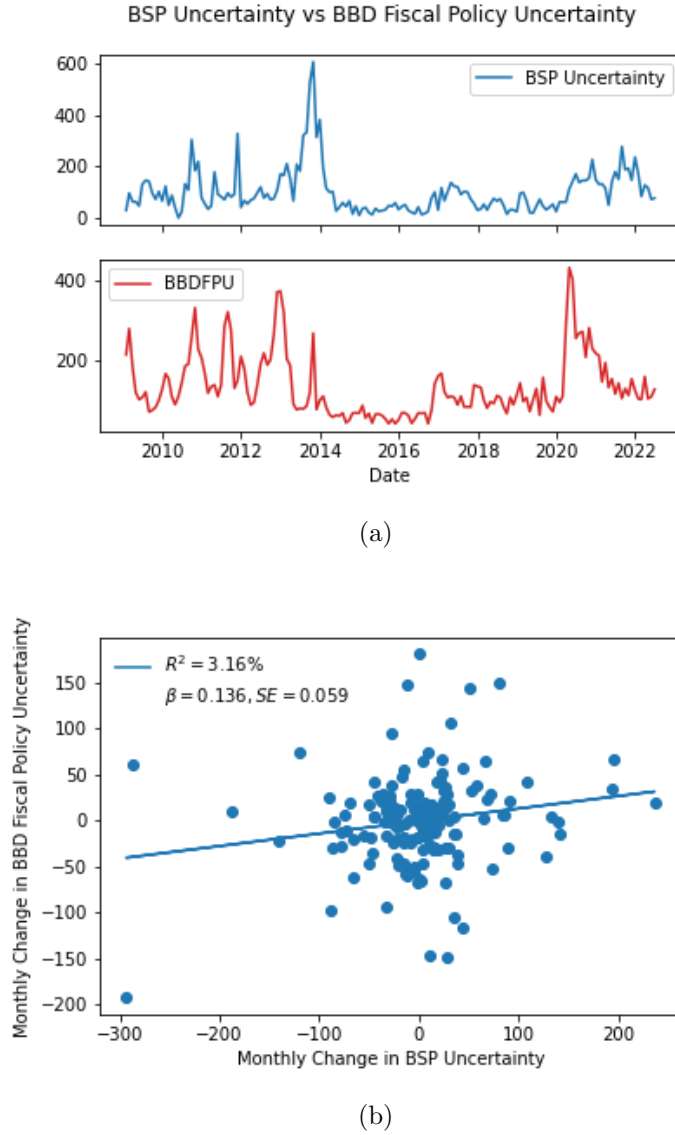 BSP Uncertainty vs BBD Fiscal Policy Uncertainty
600
400
200
0
BSP Uncertainty
400
200
BBDFPU
2010 2012 2014 2016 2018 2020 2022
Date
(a)
Monthly Change in BBD Fiscal Policy Uncertainty
150
100
50
0
−50
−100
−150
−200
R² = 3.16%
β = 0.136, SE = 0.059
−300 −200 −100 0 100 200
Monthly Change in BSP Uncertainty
(b)